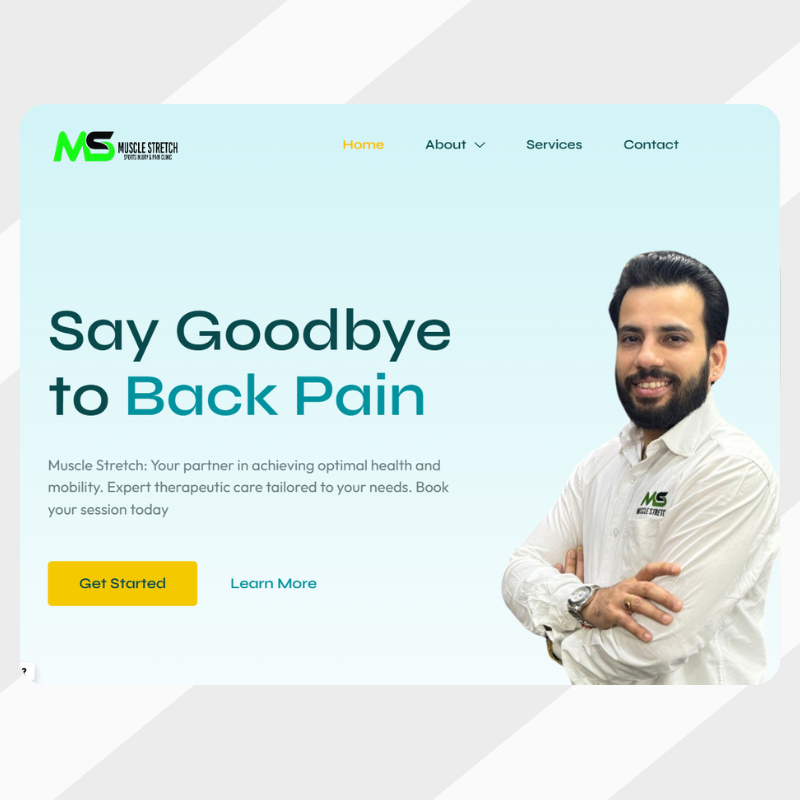 MS MUSCLE STRETCH
SPORTS INJURY & PAIN CLINIC
Home About Services Contact
Say Goodbye
to Back Pain
Muscle Stretch: Your partner in achieving optimal health and
mobility. Expert therapeutic care tailored to your needs. Book
your session today
MS
MUSCLE STRETC
Get Started Learn More
?